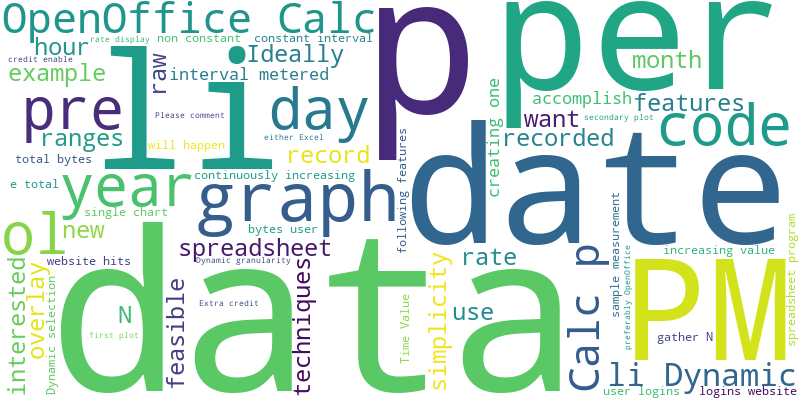 OpenOffice Calc
rate display
non constant
constant interval
p
per
hour
credit enable
Ideally
raw
li
month
example
interval metered
pre
Please comment
day
creating one
accomplish
features
want
code
secondary plot
ranges
will happen
either Excel
record
recorded
date
total bytes
e total
year
continuously increasing
graph
following features
single chart
ol
new
bytes user
spreadsheet
sample measurement
spreadsheet program
website hits
Dynamic granularity
rate
Calc p
preferably OpenOffice
increasing value
interested
overlay
Dynamic selection
data
feasible
techniques
simplicity
PM
Extra credit
Time Value
N
use
first plot
gather N
li Dynamic
user logins
logins website